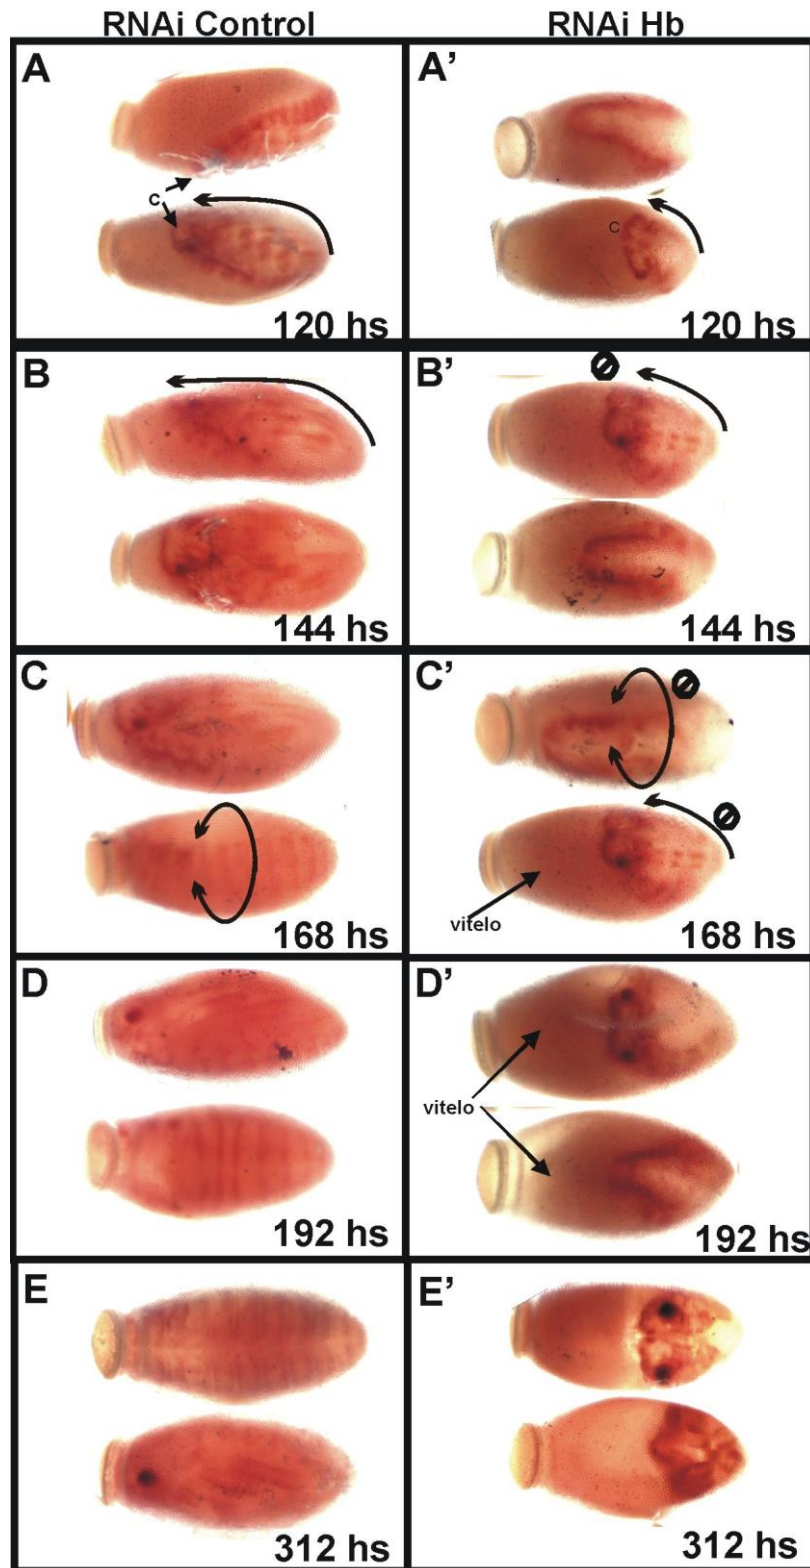 RNAi Control
RNAi Hb
A
c
120 hs
A’
c
120 hs
B
144 hs
B’
144 hs
C
168 hs
C’
vitelo
168 hs
D
192 hs
D’
vitelo
192 hs
E
312 hs
E’
312 hs